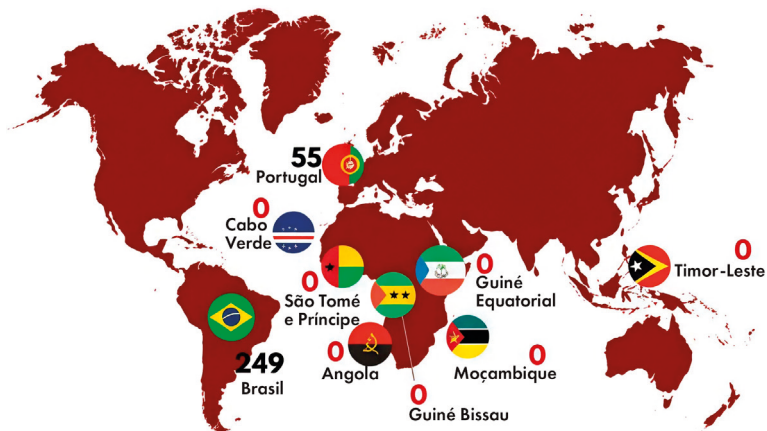 55
Portugal
0
Cabo
Verde
0
São Tomé
e Príncipe
0
Guiné
Equatorial
0
Timor-Leste
249
Brasil
0
Angola
0
Moçambique
0
Guiné Bissau